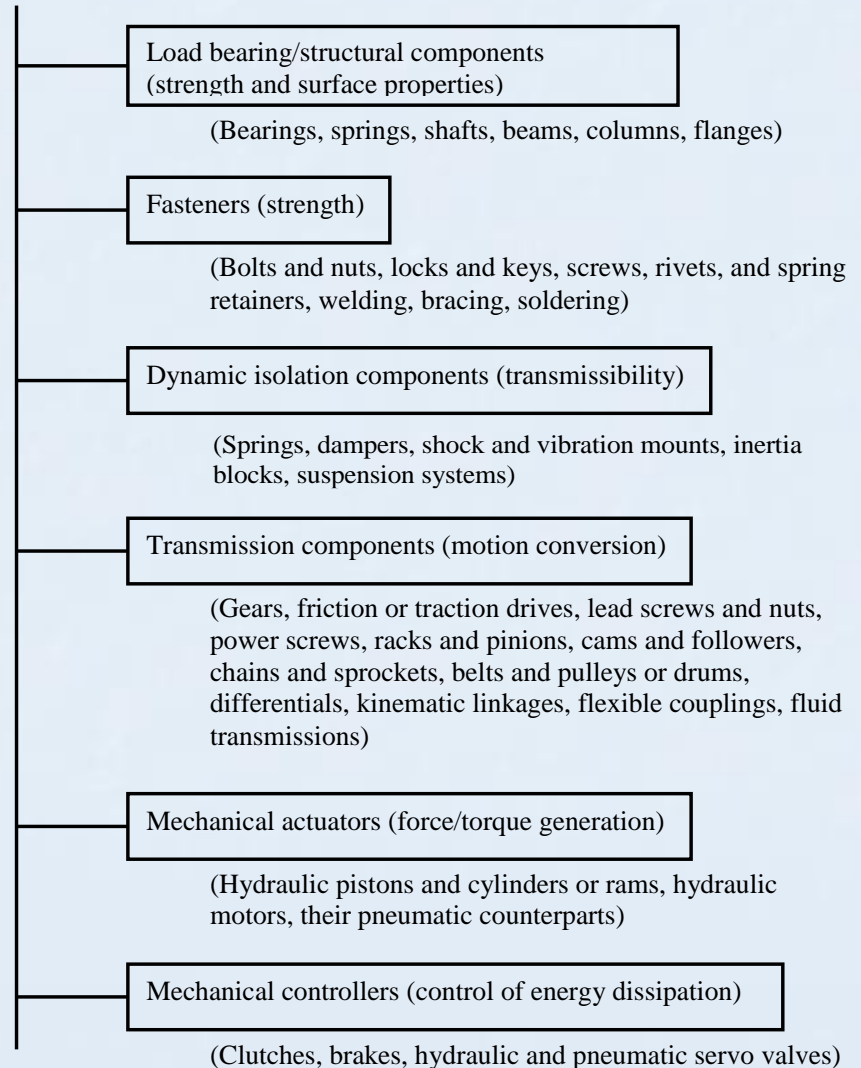 Load bearing/structural components
(strength and surface properties)
(Bearings, springs, shafts, beams, columns, flanges)
Fasteners (strength)
(Bolts and nuts, locks and keys, screws, rivets, and spring
retainers, welding, bracing, soldering)
Dynamic isolation components (transmissibility)
(Springs, dampers, shock and vibration mounts, inertia
blocks, suspension systems)
Transmission components (motion conversion)
(Gears, friction or traction drives, lead screws and nuts,
power screws, racks and pinions, cams and followers,
chains and sprockets, belts and pulleys or drums,
differentials, kinematic linkages, flexible couplings, fluid
transmissions)
Mechanical actuators (force/torque generation)
(Hydraulic pistons and cylinders or rams, hydraulic
motors, their pneumatic counterparts)
Mechanical controllers (control of energy dissipation)
(Clutches, brakes, hydraulic and pneumatic servo valves)